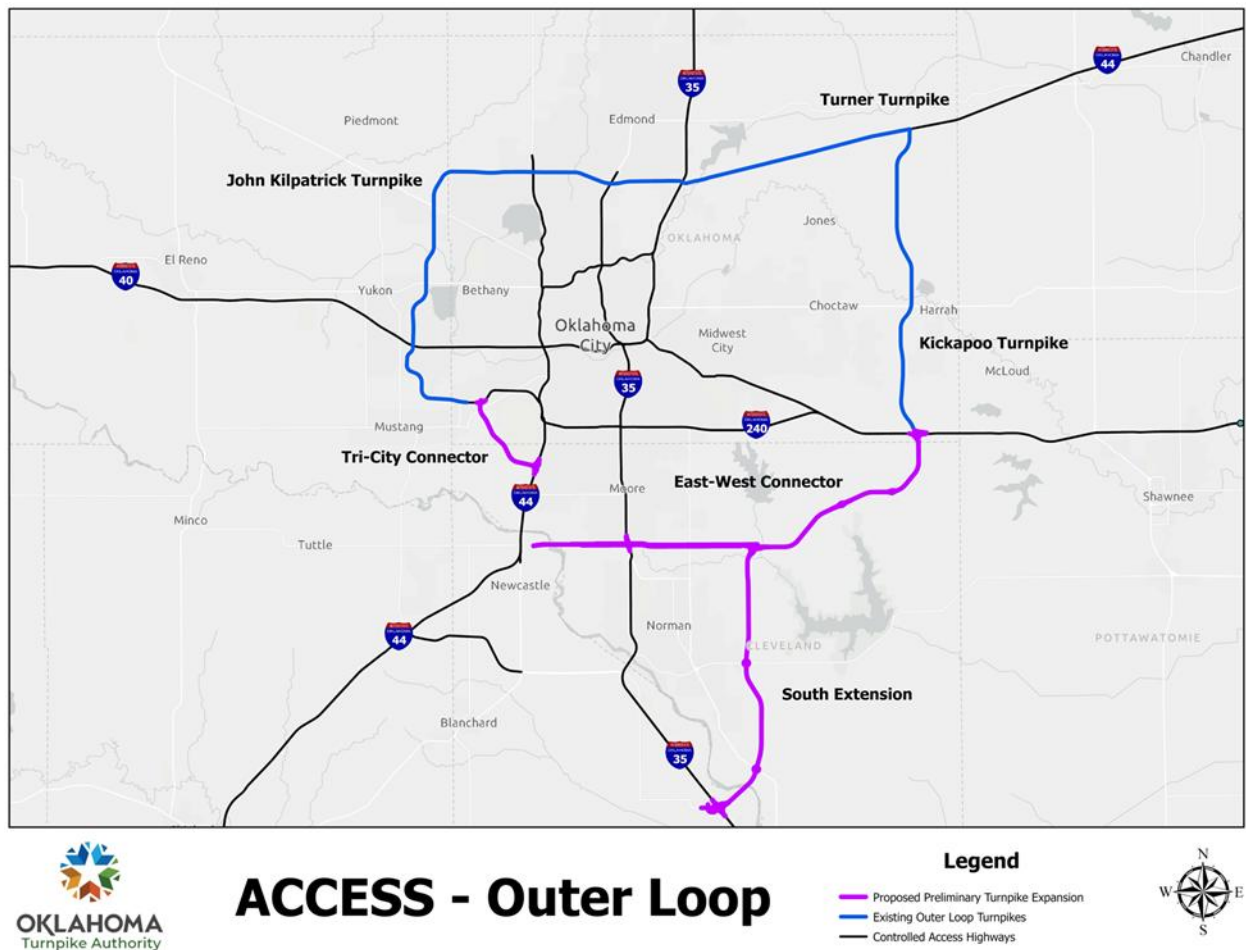 35
44
Chandler
Turner Turnpike
Piedmont
Edmond
John Kilpatrick Turnpike
Jones
OKLAHOMA
El Reno
40
Yukon
Bethany
Choctaw
Harrah
Oklahoma
City
Midwest
City
Kickapoo Turnpike
McLoud
35
240
Mustang
Tri-City Connector
East-West Connector
Moore
44
Shawnee
Minco
Tuttle
Newcastle
Norman
44
CLEVELAND
POTTAWATOMIE
South Extension
Blanchard
35
OKLAHOMA
Turnpike Authority
ACCESS - Outer Loop
Legend
Proposed Preliminary Turnpike Expansion
Existing Outer Loop Turnpikes
Controlled Access Highways
N
W E
S